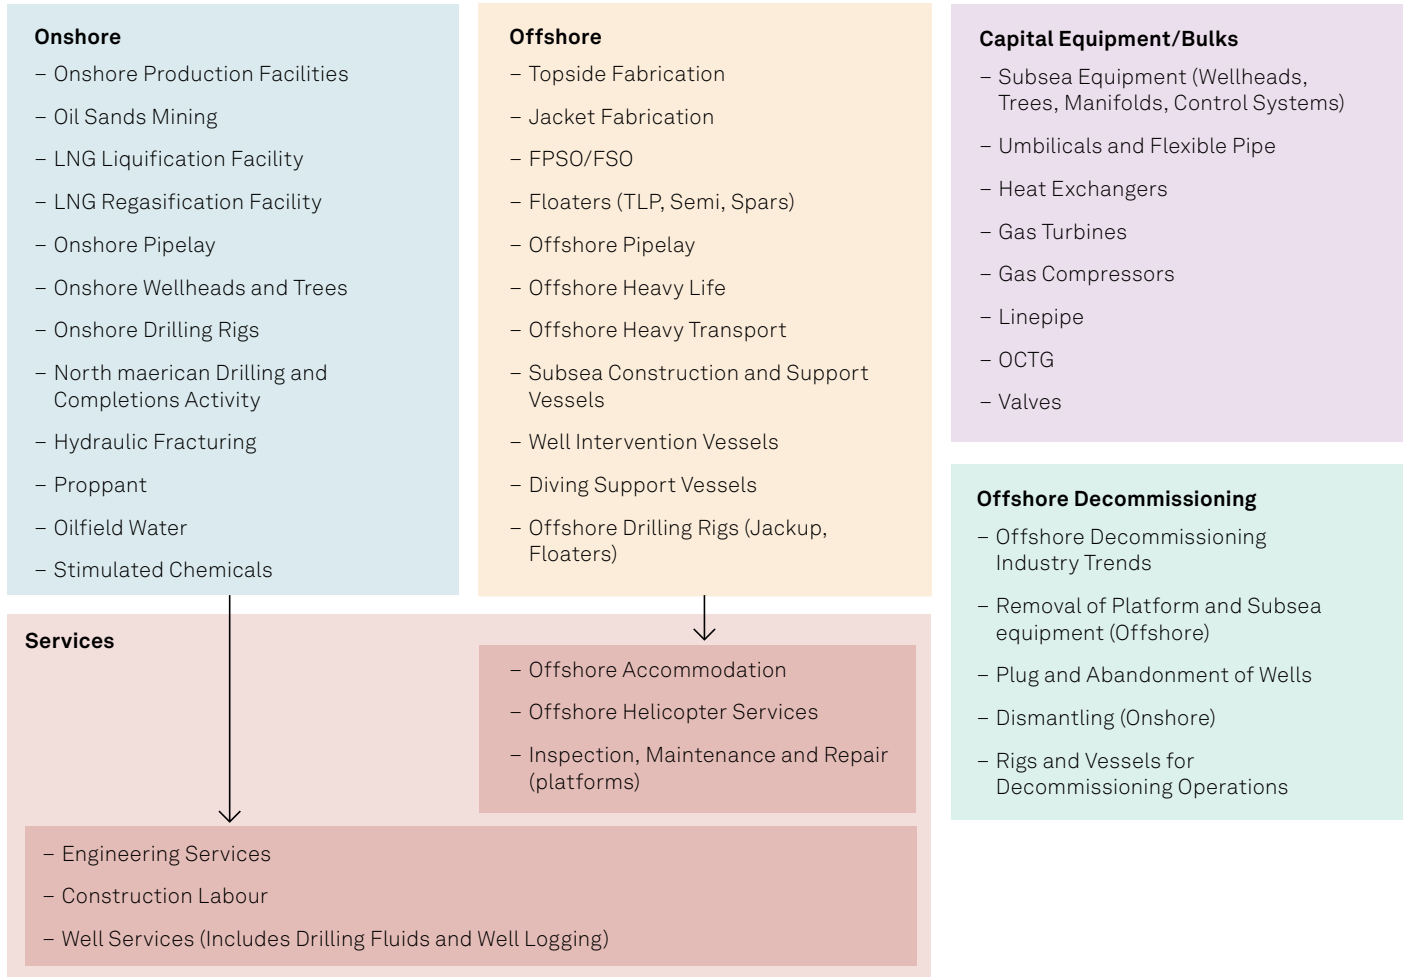 Onshore
– Onshore Production Facilities
– Oil Sands Mining
– LNG Liquification Facility
– LNG Regasification Facility
– Onshore Pipelay
– Onshore Wellheads and Trees
– Onshore Drilling Rigs
– North maerican Drilling and
Completions Activity
– Hydraulic Fracturing
– Proppant
– Oilfield Water
– Stimulated Chemicals
Offshore
– Topside Fabrication
– Jacket Fabrication
– FPSO/FSO
– Floaters (TLP, Semi, Spars)
– Offshore Pipelay
– Offshore Heavy Life
– Offshore Heavy Transport
– Subsea Construction and Support
Vessels
– Well Intervention Vessels
– Diving Support Vessels
– Offshore Drilling Rigs (Jackup,
Floaters)
Capital Equipment/Bulks
– Subsea Equipment (Wellheads,
Trees, Manifolds, Control Systems)
– Umbilicals and Flexible Pipe
– Heat Exchangers
– Gas Turbines
– Gas Compressors
– Linepipe
– OCTG
– Valves
Offshore Decommissioning
– Offshore Decommissioning
Industry Trends
– Removal of Platform and Subsea
equipment (Offshore)
– Plug and Abandonment of Wells
– Dismantling (Onshore)
– Rigs and Vessels for
Decommissioning Operations
Services
– Offshore Accommodation
– Offshore Helicopter Services
– Inspection, Maintenance and Repair
(platforms)
– Engineering Services
– Construction Labour
– Well Services (Includes Drilling Fluids and Well Logging)